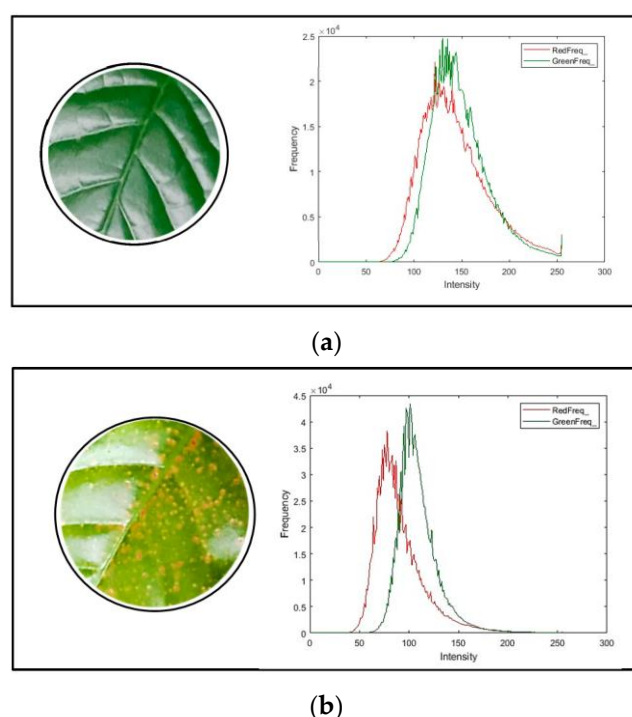 ×10⁴
2.5
2
1.5
1
0.5
0
Frequency
0 50 100 150 200 250 300
Intensity
RedFreq_
GreenFreq_
(a)
×10⁴
4.5
4
3.5
3
2.5
2
1.5
1
0.5
0
Frequency
0 50 100 150 200 250 300
Intensity
RedFreq_
GreenFreq_
(b)